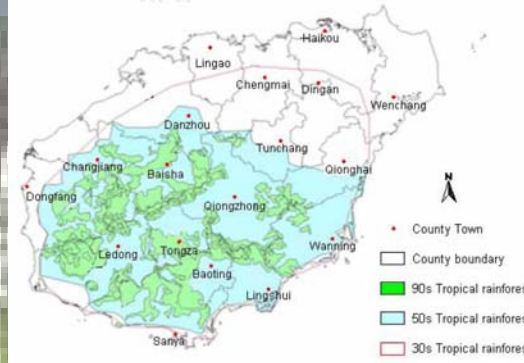 Haikou
Lingao
Chengmai
Dingan
Wenchang
Danzhou
Tunchang
Qionghai
Changjiang
Baisha
Dongfang
Qiongzhong
N
County Town
Wanning
Ledong
Tongza
County boundary
Baoting
90s Tropical rainfores
Lingshui
50s Tropical rainfores
Sanya
30s Tropical rainfores